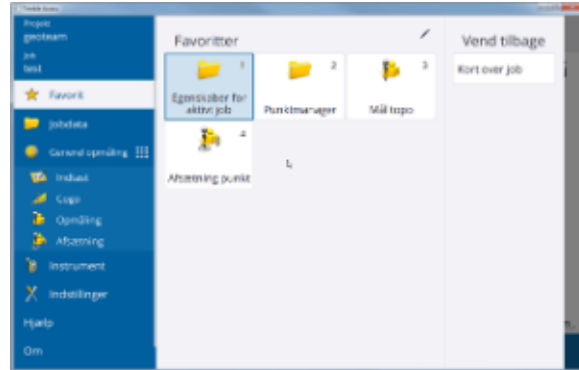 Trimble Access
Projekt
geoteam
Job
test
Favorit
Jobdata
Generel opmåling
Indtast
Cogo
Opmåling
Afsætning
Instrument
Indstillinger
Hjælp
Om
Favoritter
1
Egenskaber for
aktivt job
2
Punktmanager
3
Mål topo
4
Afsætning punkt
Vend tilbage
Kort over job